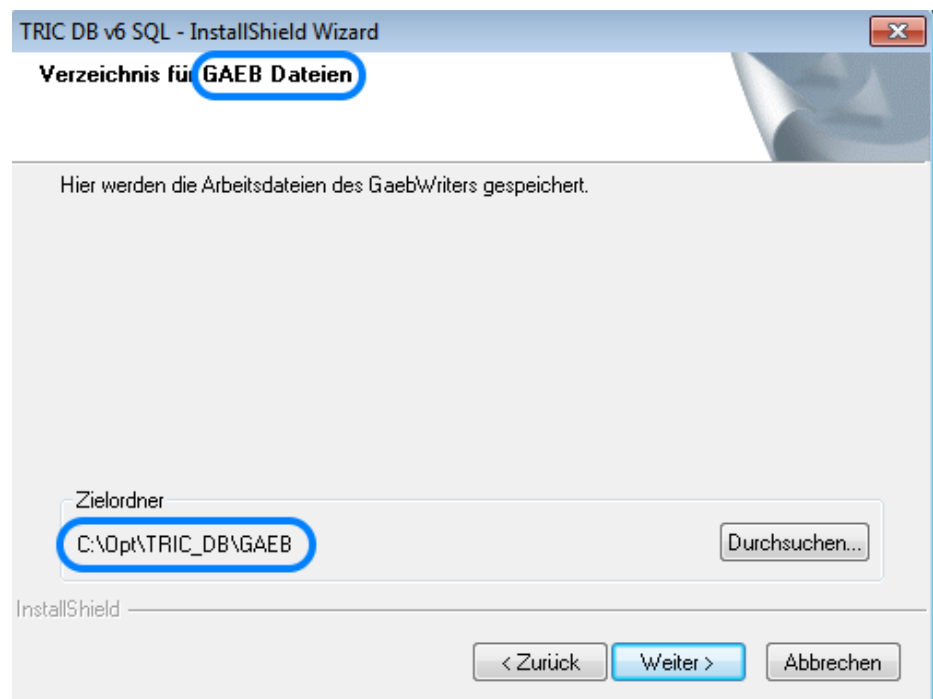 TRIC DB v6 SQL - InstallShield Wizard
Verzeichnis für GAEB Dateien
Hier werden die Arbeitsdateien des GaebWriters gespeichert.
Zielordner
C:\Opt\TRIC_DB\GAEB
Durchsuchen...
InstallShield
< Zurück
Weiter >
Abbrechen